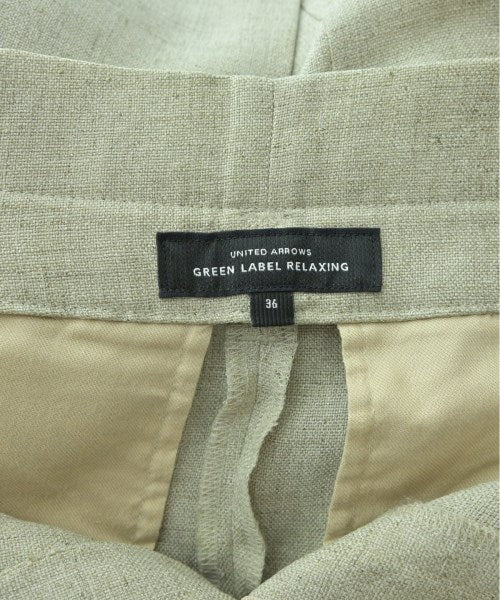 UNITED ARROWS
GREEN LABEL RELAXING
36